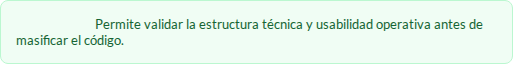 Permite validar la estructura técnica y usabilidad operativa antes de
masificar el código.